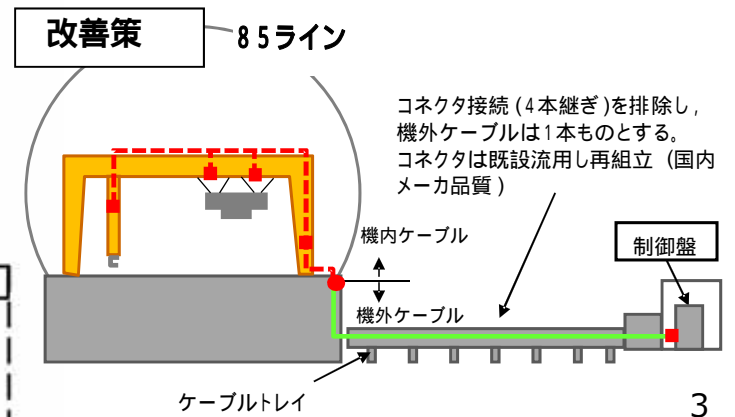 改善策
85ライン
コネクタ接続(4本継ぎ)を排除し,
機外ケーブルは1本ものとする。
コネクタは既設流用し再組立(国内
メーカ品質)
機内ケーブル
制御盤
機外ケーブル
ケーブルトレイ
3